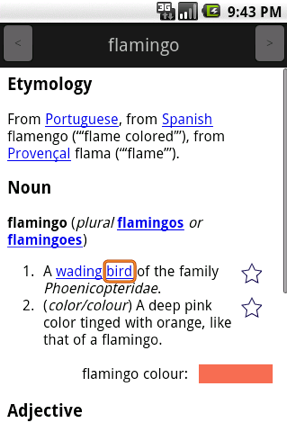 3G 9:43 PM
< flamingo >
Etymology
From Portuguese, from Spanish
flamengo (“‘flame colored’”), from
Provençal flama (“‘flame’”).
Noun
flamingo (plural flamingos or
flamingoes)
1. A wading bird of the family
Phoenicopteridae.
2. (color/colour) A deep pink
color tinged with orange, like
that of a flamingo.
flamingo colour:
Adjective